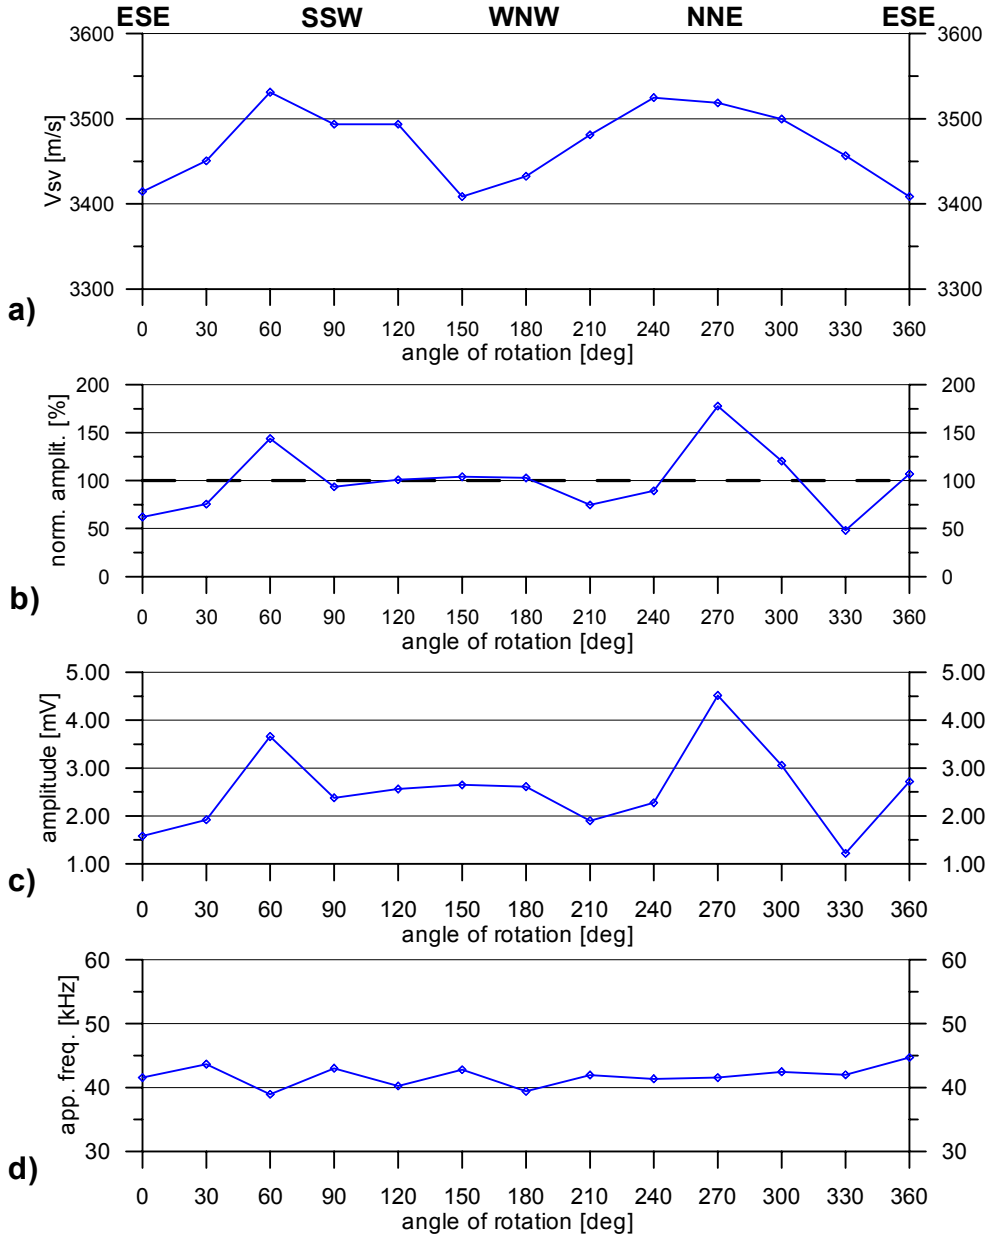 ESE SSW WNW NNE ESE
3600 3600
3500 3500
3400 3400
3300 3300
Vsv [m/s]
a)
0 30 60 90 120 150 180 210 240 270 300 330 360
angle of rotation [deg]
200 200
150 150
100 100
50 50
0 0
norm. amplit. [%]
b)
0 30 60 90 120 150 180 210 240 270 300 330 360
angle of rotation [deg]
5.00 5.00
4.00 4.00
3.00 3.00
2.00 2.00
1.00 1.00
amplitude [mV]
c)
0 30 60 90 120 150 180 210 240 270 300 330 360
angle of rotation [deg]
60 60
50 50
40 40
30 30
app. freq. [kHz]
d)
0 30 60 90 120 150 180 210 240 270 300 330 360
angle of rotation [deg]